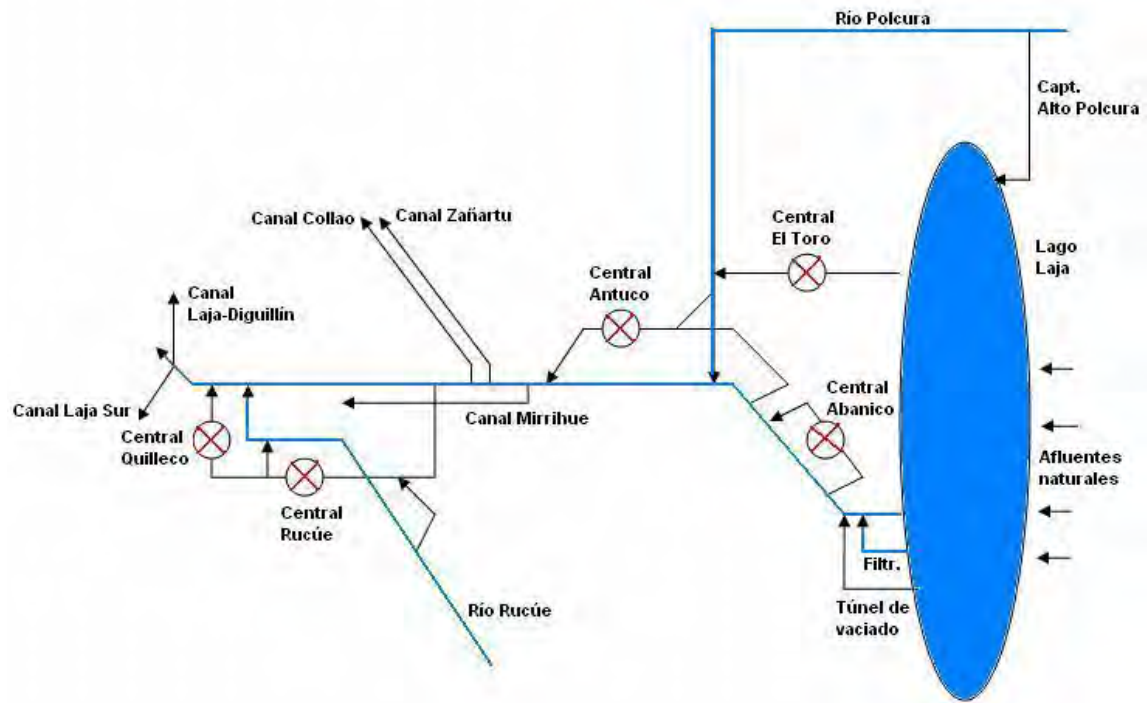 Río Polcura
Capt.
Alto Polcura
Canal Collao
Canal Zañartu
Central
El Toro
Lago
Laja
Central
Antuco
Canal
Laja-Diguillín
Central
Abanico
Canal Laja Sur
Canal Mirrihue
Central
Quilleco
Afluentes
naturales
Central
Rucúe
Filtr.
Río Rucúe
Túnel de
vaciado